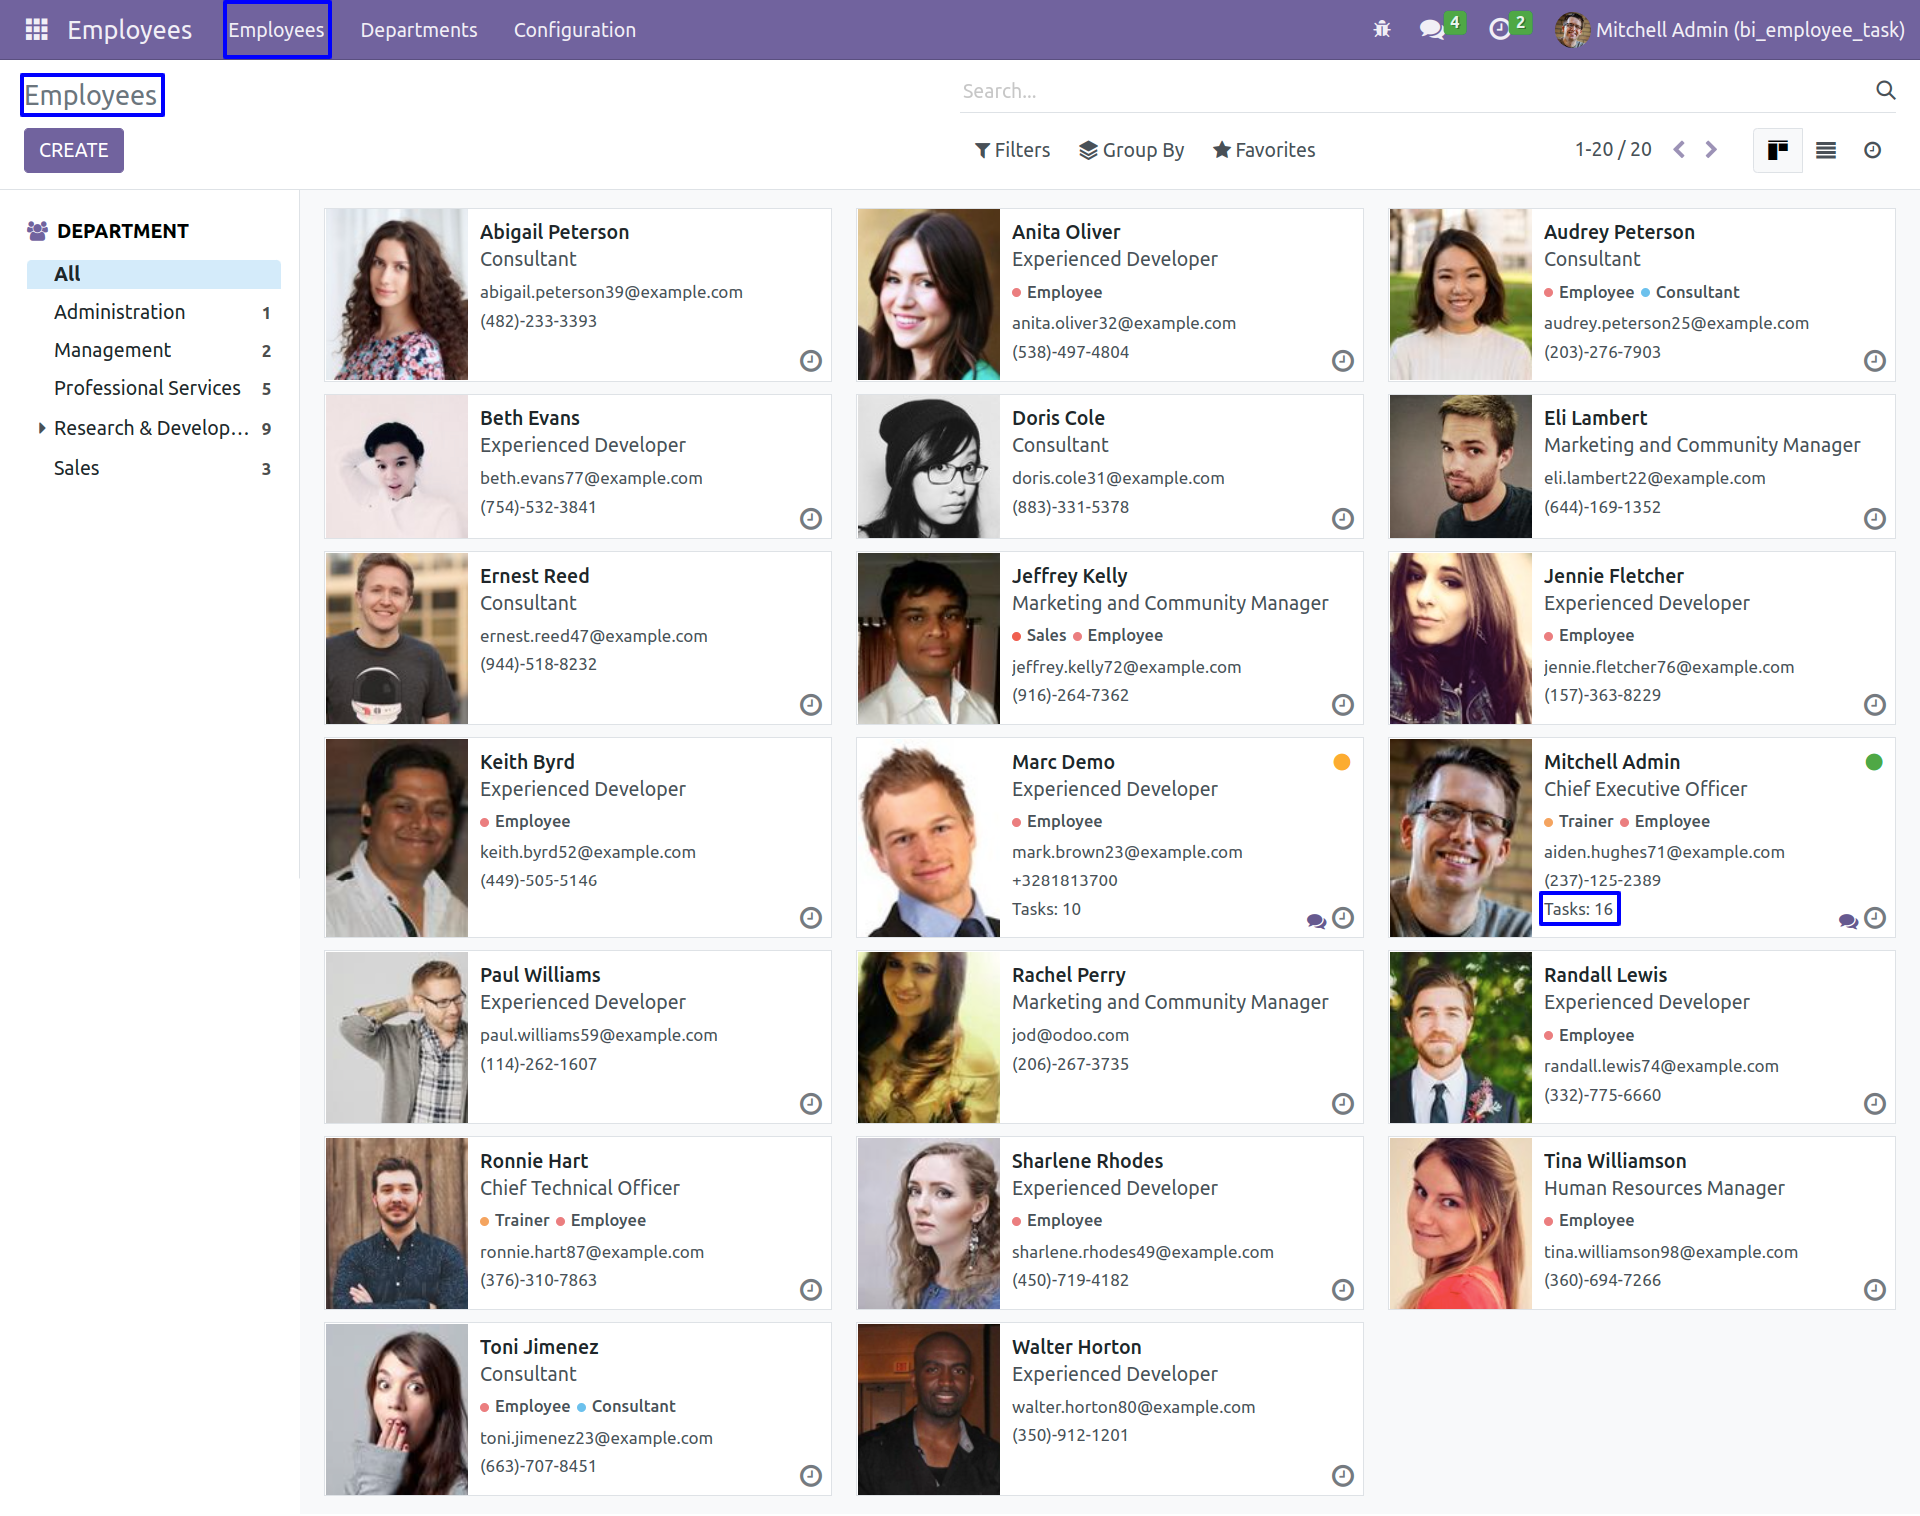 Employees Employees Departments Configuration 4 2 Mitchell Admin (bi_employee_task)
Employees
Search...
CREATE
Filters Group By Favorites 1-20 / 20
DEPARTMENT
All
Administration 1
Management 2
Professional Services 5
Research & Develop... 9
Sales 3
Abigail Peterson
Consultant
abigail.peterson39@example.com
(482)-233-3393
Anita Oliver
Experienced Developer
Employee
anita.oliver32@example.com
(538)-497-4804
Audrey Peterson
Consultant
Employee Consultant
audrey.peterson25@example.com
(203)-276-7903
Beth Evans
Experienced Developer
beth.evans77@example.com
(754)-532-3841
Doris Cole
Consultant
doris.cole31@example.com
(883)-331-5378
Eli Lambert
Marketing and Community Manager
eli.lambert22@example.com
(644)-169-1352
Ernest Reed
Consultant
ernest.reed47@example.com
(944)-518-8232
Jeffrey Kelly
Marketing and Community Manager
Sales Employee
jeffrey.kelly72@example.com
(916)-264-7362
Jennie Fletcher
Experienced Developer
Employee
jennie.fletcher76@example.com
(157)-363-8229
Keith Byrd
Experienced Developer
Employee
keith.byrd52@example.com
(449)-505-5146
Marc Demo
Experienced Developer
Employee
mark.brown23@example.com
+3281813700
Tasks: 10
Mitchell Admin
Chief Executive Officer
Trainer Employee
aiden.hughes71@example.com
(237)-125-2389
Tasks: 16
Paul Williams
Experienced Developer
paul.williams59@example.com
(114)-262-1607
Rachel Perry
Marketing and Community Manager
jod@odoo.com
(206)-267-3735
Randall Lewis
Experienced Developer
Employee
randall.lewis74@example.com
(332)-775-6660
Ronnie Hart
Chief Technical Officer
Trainer Employee
ronnie.hart87@example.com
(376)-310-7863
Sharlene Rhodes
Experienced Developer
Employee
sharlene.rhodes49@example.com
(450)-719-4182
Tina Williamson
Human Resources Manager
Employee
tina.williamson98@example.com
(360)-694-7266
Toni Jimenez
Consultant
Employee Consultant
toni.jimenez23@example.com
(663)-707-8451
Walter Horton
Experienced Developer
walter.horton80@example.com
(350)-912-1201